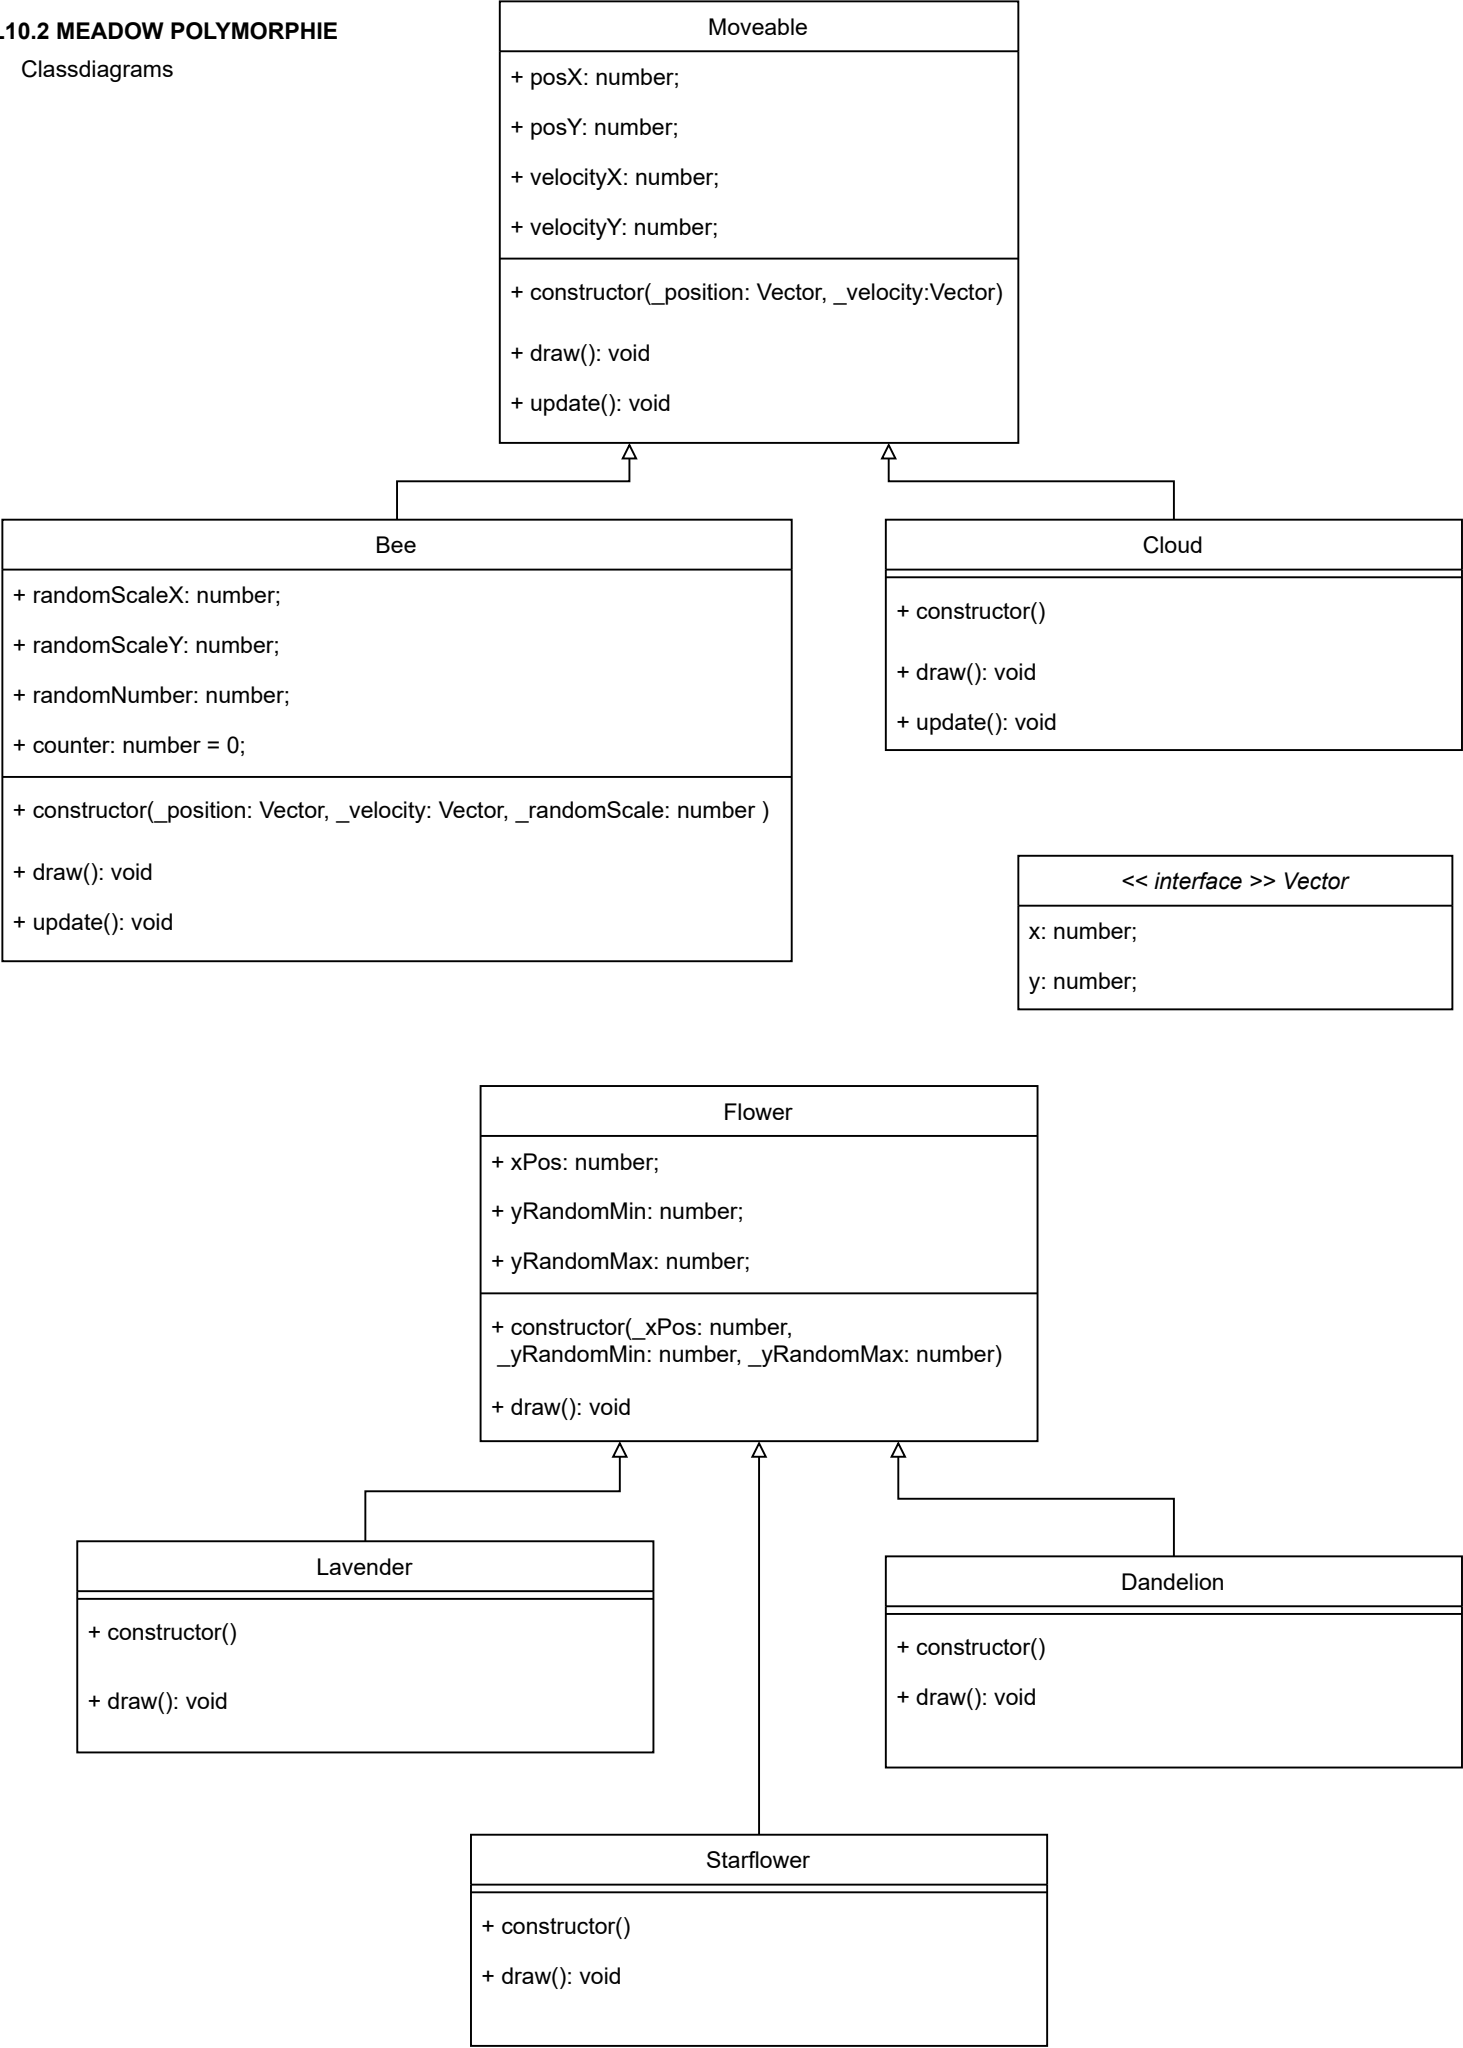 .10.2 MEADOW POLYMORPHIE
Classdiagrams
Moveable
+ posX: number;
+ posY: number;
+ velocityX: number;
+ velocityY: number;
+ constructor(_position: Vector, _velocity:Vector)
+ draw(): void
+ update(): void
Bee
+ randomScaleX: number;
+ randomScaleY: number;
+ randomNumber: number;
+ counter: number = 0;
+ constructor(_position: Vector, _velocity: Vector, _randomScale: number )
+ draw(): void
+ update(): void
Cloud
+ constructor()
+ draw(): void
+ update(): void
<< interface >> Vector
x: number;
y: number;
Flower
+ xPos: number;
+ yRandomMin: number;
+ yRandomMax: number;
+ constructor(_xPos: number,
_yRandomMin: number, _yRandomMax: number)
+ draw(): void
Lavender
+ constructor()
+ draw(): void
Dandelion
+ constructor()
+ draw(): void
Starflower
+ constructor()
+ draw(): void